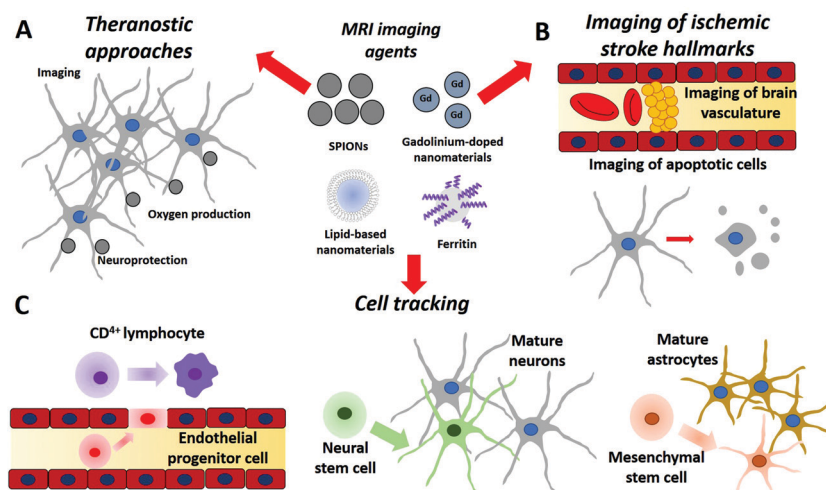 A
Theranostic
approaches
Imaging
Oxygen production
Neuroprotection
MRI imaging
agents
SPIONs
Gd
Gd
Gd
Gadolinium-doped
nanomaterials
Lipid-based
nanomaterials
Ferritin
B
Imaging of ischemic
stroke hallmarks
Imaging of brain
vasculature
Imaging of apoptotic cells
C
Cell tracking
CD⁴⁺ lymphocyte
Endothelial
progenitor cell
Neural
stem cell
Mature
neurons
Mature
astrocytes
Mesenchymal
stem cell